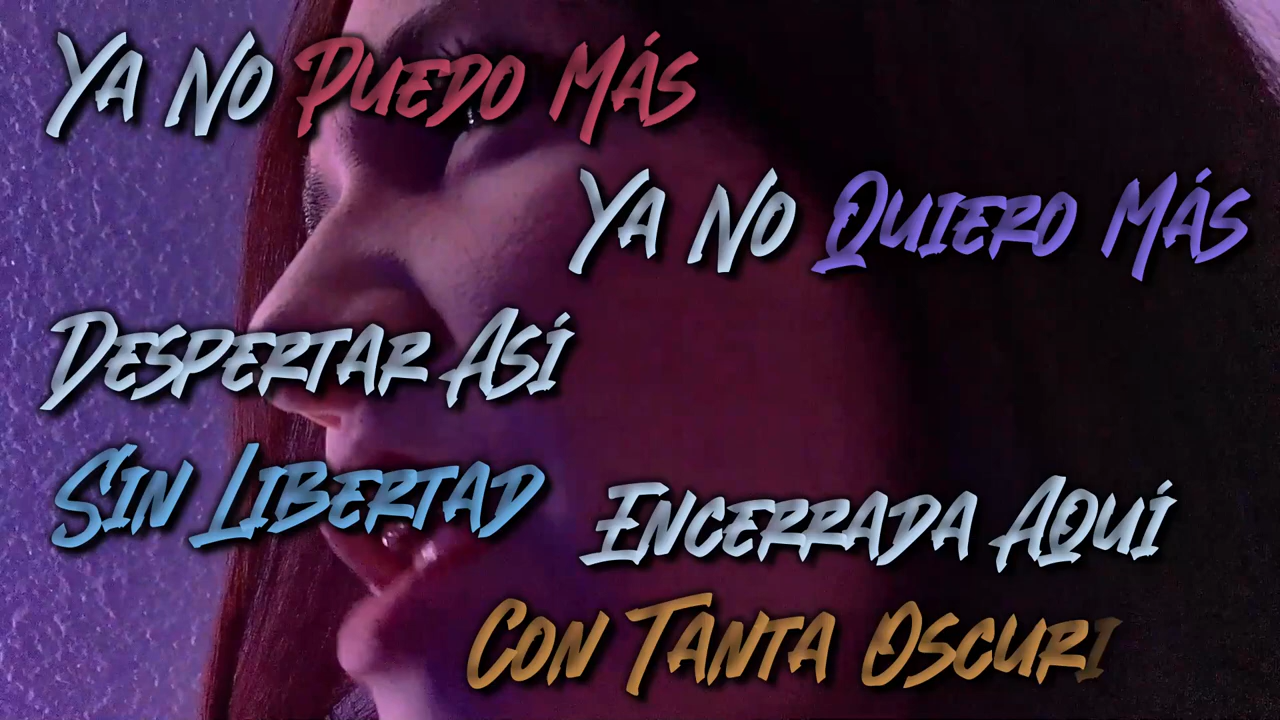 Ya No Puedo Más
Ya No Quiero Más
Despertar Así
Sin Libertad
Encerrada Aquí
Con Tanta Oscuri